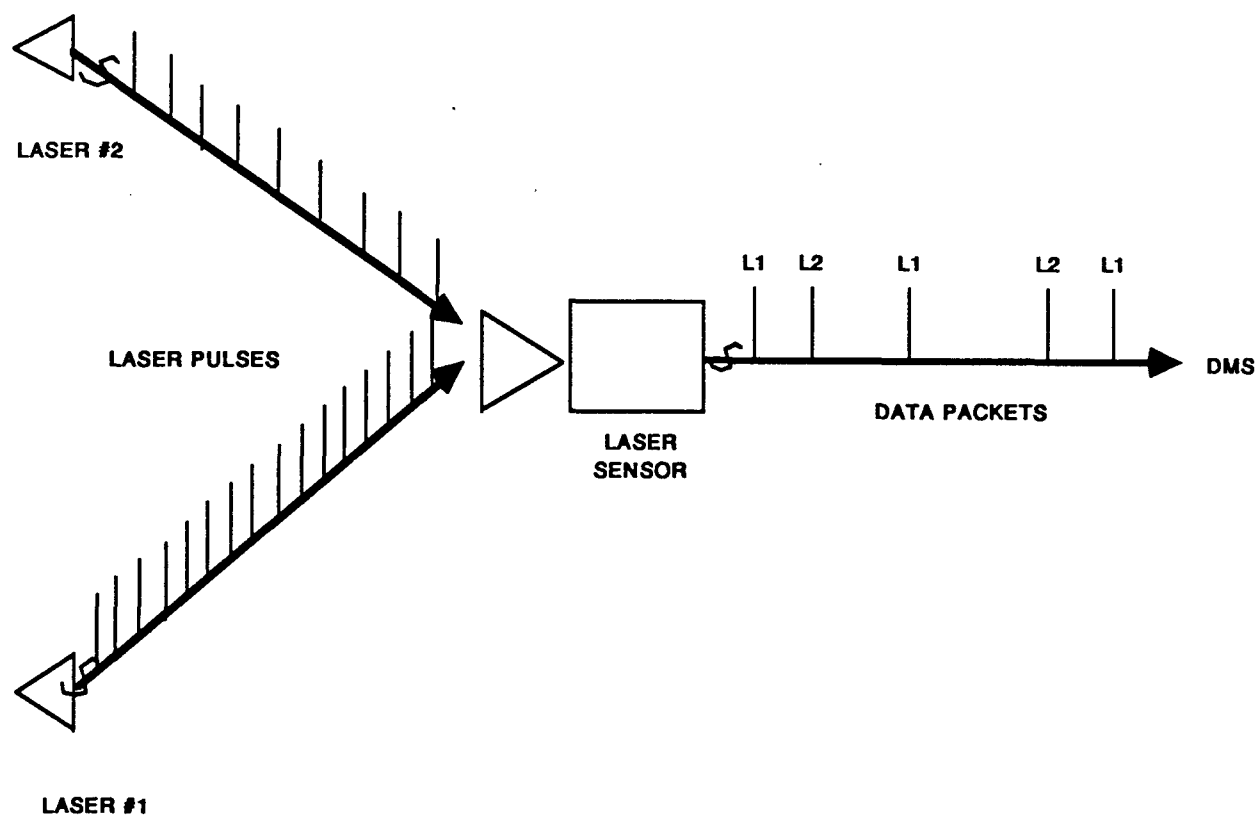 LASER #2
LASER PULSES
L1 L2 L1 L2 L1
DMS
DATA PACKETS
LASER
SENSOR
LASER #1